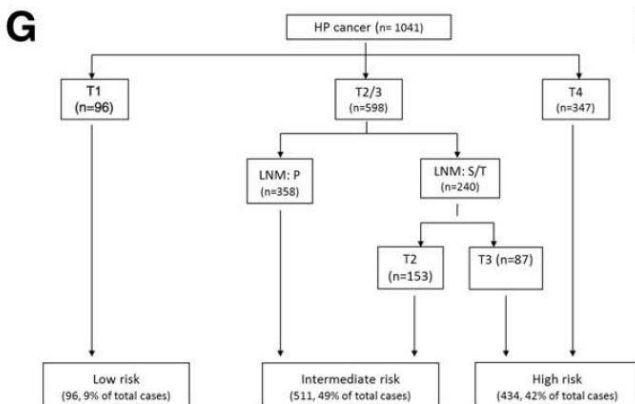 G
HP cancer (n= 1041)
T1
(n=96)
T2/3
(n=598)
T4
(n=347)
LNM: P
(n=358)
LNM: S/T
(n=240)
T2
(n=153)
T3 (n=87)
Low risk
(96, 9% of total cases)
Intermediate risk
(511, 49% of total cases)
High risk
(434, 42% of total cases)